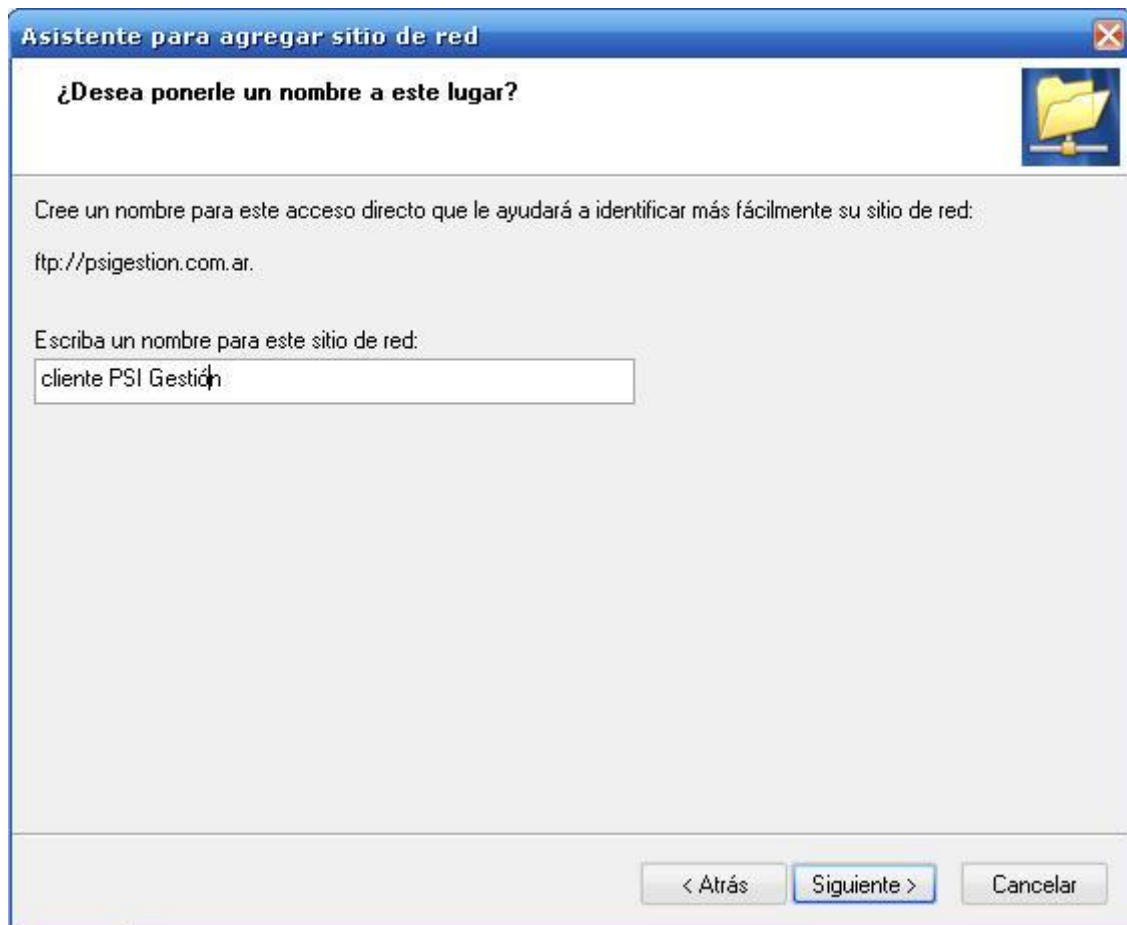 Asistente para agregar sitio de red
¿Desea ponerle un nombre a este lugar?
Cree un nombre para este acceso directo que le ayudará a identificar más fácilmente su sitio de red:
ftp://psigestion.com.ar.
Escriba un nombre para este sitio de red:
cliente PSI Gestión
< Atrás Siguiente > Cancelar